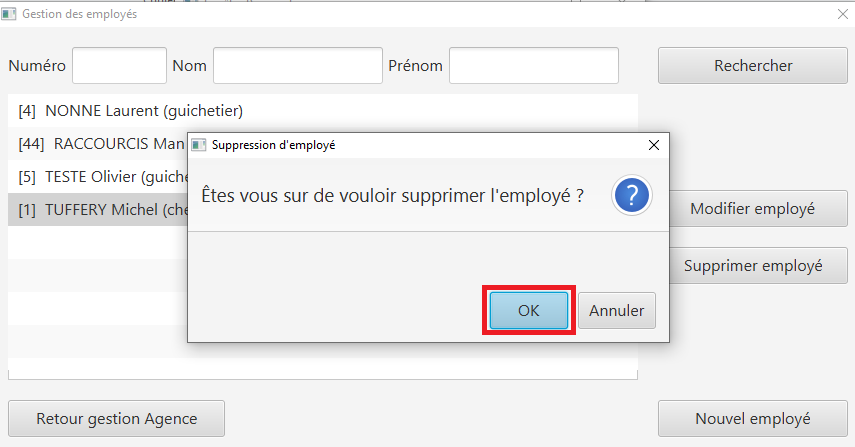 Gestion des employés
Numéro Nom Prénom Rechercher
[4] NONNE Laurent (guichetier)
[44] RACCOURCIS Man
[5] TESTE Olivier (guiche
[1] TUFFERY Michel (che
Suppression d'employé
Êtes vous sur de vouloir supprimer l'employé ?
?
OK Annuler
Modifier employé
Supprimer employé
Retour gestion Agence Nouvel employé